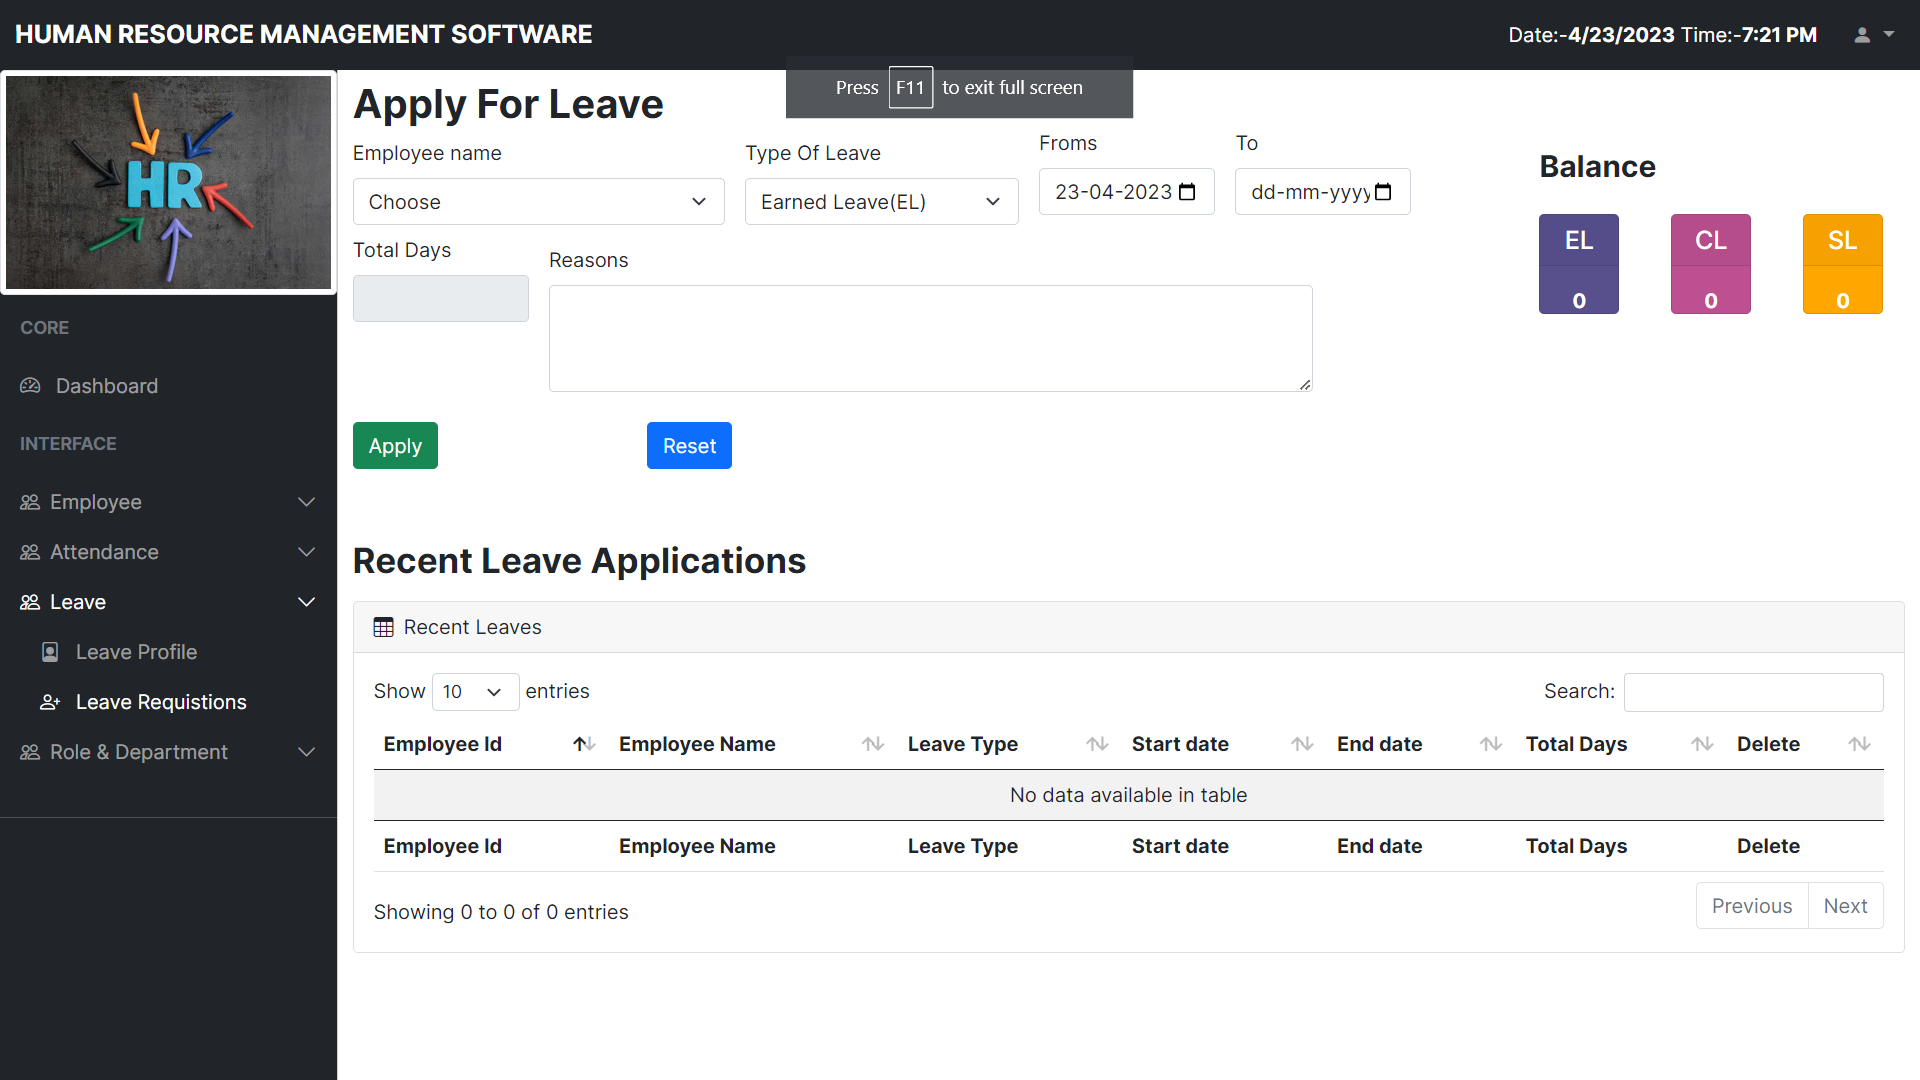 HUMAN RESOURCE MANAGEMENT SOFTWARE
Date:-4/23/2023 Time:-7:21 PM
Press F11 to exit full screen
HR
CORE
Dashboard
INTERFACE
Employee
Attendance
Leave
Leave Profile
Leave Requistions
Role & Department
Apply For Leave
Employee name
Type Of Leave
Froms
To
Choose
Earned Leave(EL)
23-04-2023
dd-mm-yyyy
Total Days
Reasons
Apply
Reset
Balance
EL
CL
SL
0
0
0
Recent Leave Applications
Recent Leaves
Show 10 entries
Search:
Employee Id Employee Name Leave Type Start date End date Total Days Delete
No data available in table
Employee Id Employee Name Leave Type Start date End date Total Days Delete
Showing 0 to 0 of 0 entries
Previous Next